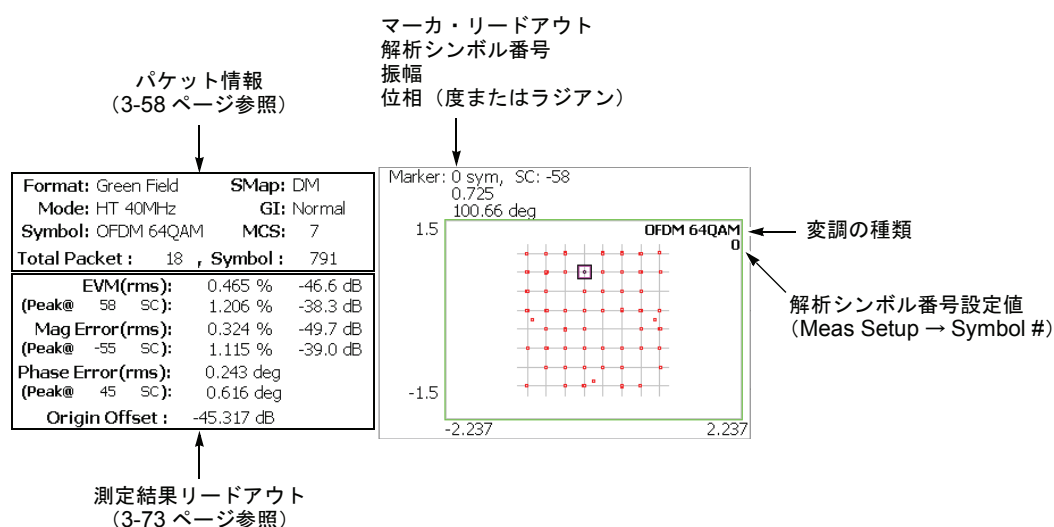 マーカ・リードアウト
解析シンボル番号
振幅
位相（度またはラジアン）
パケット情報
（3-58 ページ参照）
Format: Green Field SMap: DM
Mode: HT 40MHz GI: Normal
Symbol: OFDM 64QAM MCS: 7
Total Packet : 18 , Symbol : 791
EVM(rms): 0.465 % -46.6 dB
(Peak@ 58 SC): 1.206 % -38.3 dB
Mag Error(rms): 0.324 % -49.7 dB
(Peak@ -55 SC): 1.115 % -39.0 dB
Phase Error(rms): 0.243 deg
(Peak@ 45 SC): 0.616 deg
Origin Offset : -45.317 dB
Marker: 0 sym, SC: -58
0.725
100.66 deg
1.5
OFDM 64QAM
0
-1.5
-2.237 2.237
変調の種類
解析シンボル番号設定値
（Meas Setup → Symbol #）
測定結果リードアウト
（3-73 ページ参照）